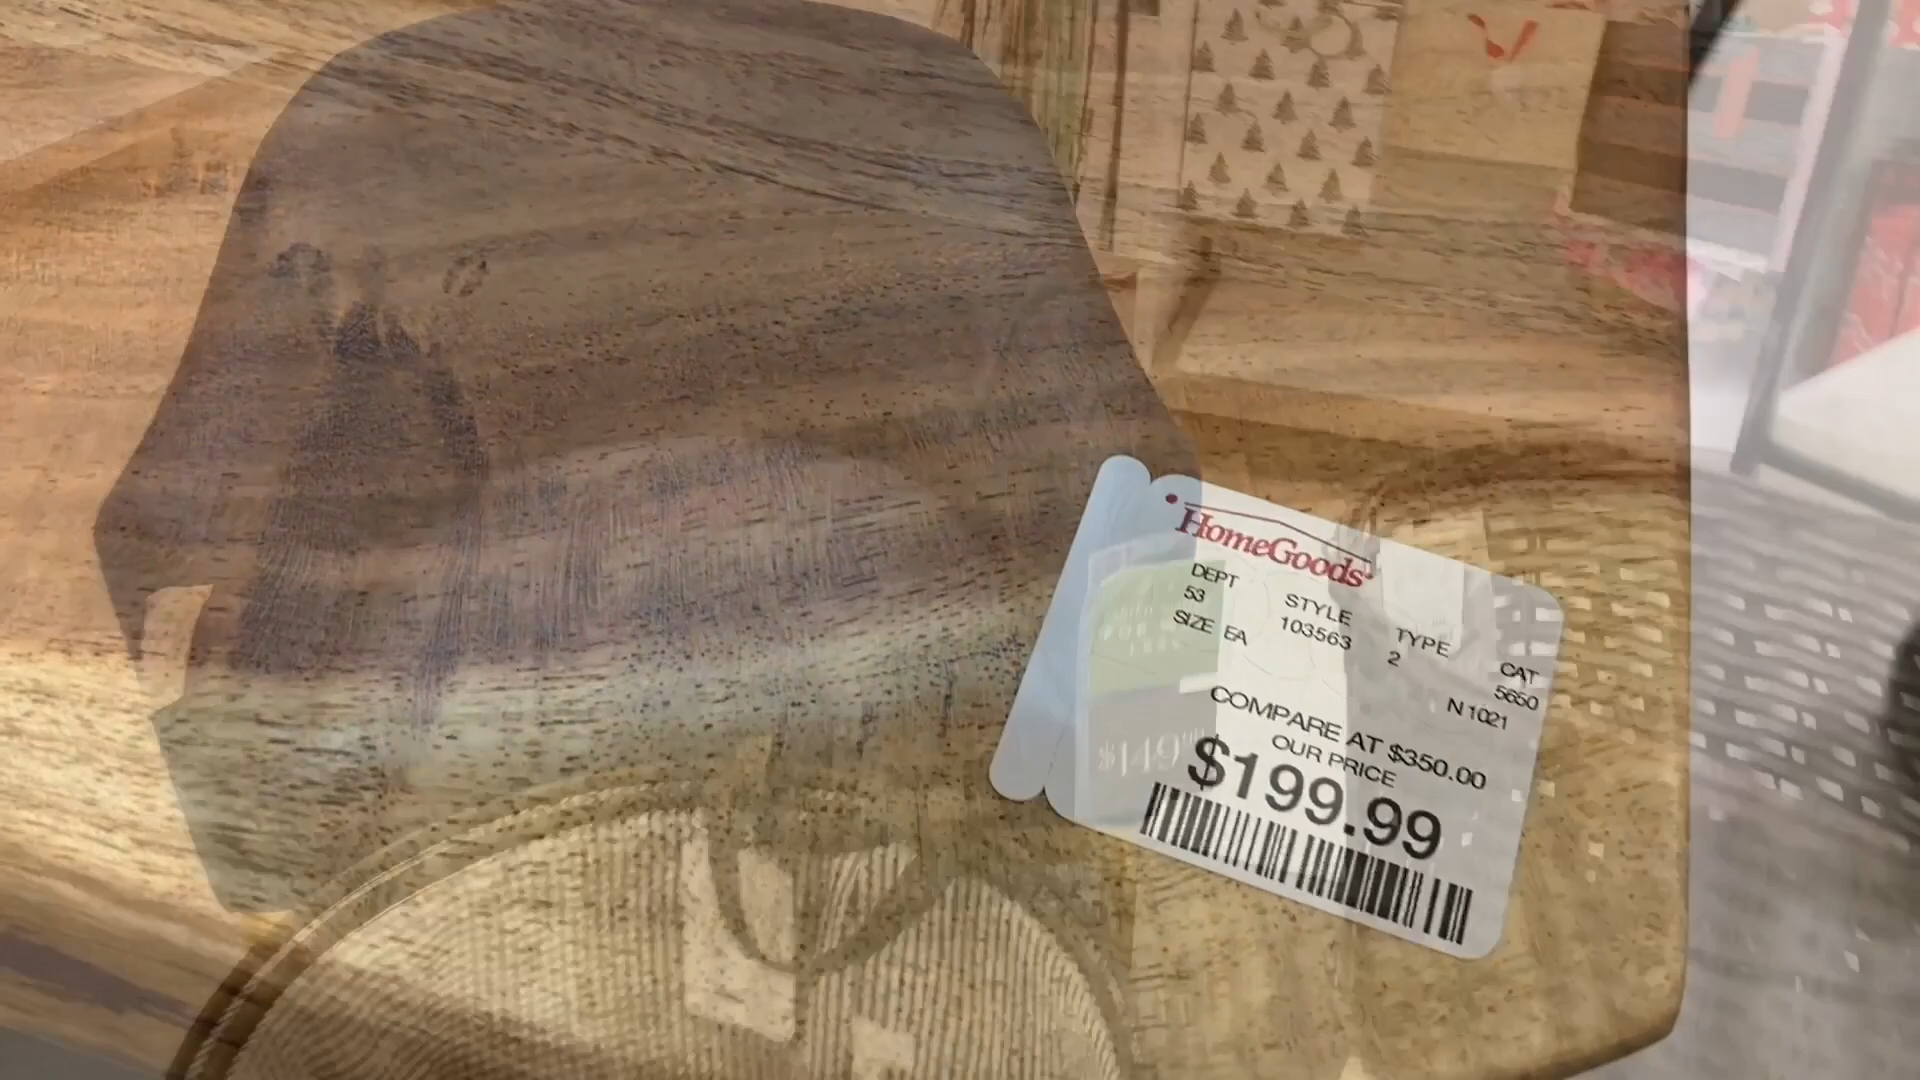 HomeGoods
DEPT STYLE TYPE CAT
53 103563 2 5650
SIZE EA N 1021
COMPARE AT $350.00
OUR PRICE
$199.99
$149